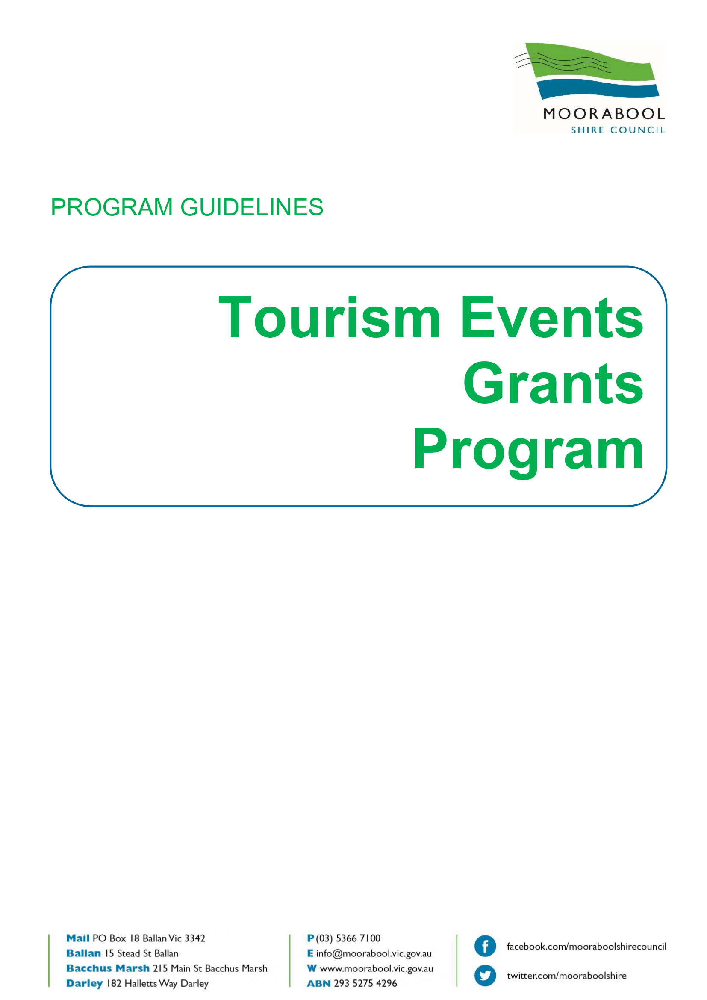 MOORABOOL
SHIRE COUNCIL
PROGRAM GUIDELINES
Tourism Events
Grants
Program
Mail PO Box 18 Ballan Vic 3342
Ballan 15 Stead St Ballan
Bacchus Marsh 215 Main St Bacchus Marsh
Darley 182 Halletts Way Darley
P (03) 5366 7100
E info@moorabool.vic.gov.au
W www.moorabool.vic.gov.au
ABN 293 5275 4296
facebook.com/mooraboolshirecouncil
twitter.com/mooraboolshire